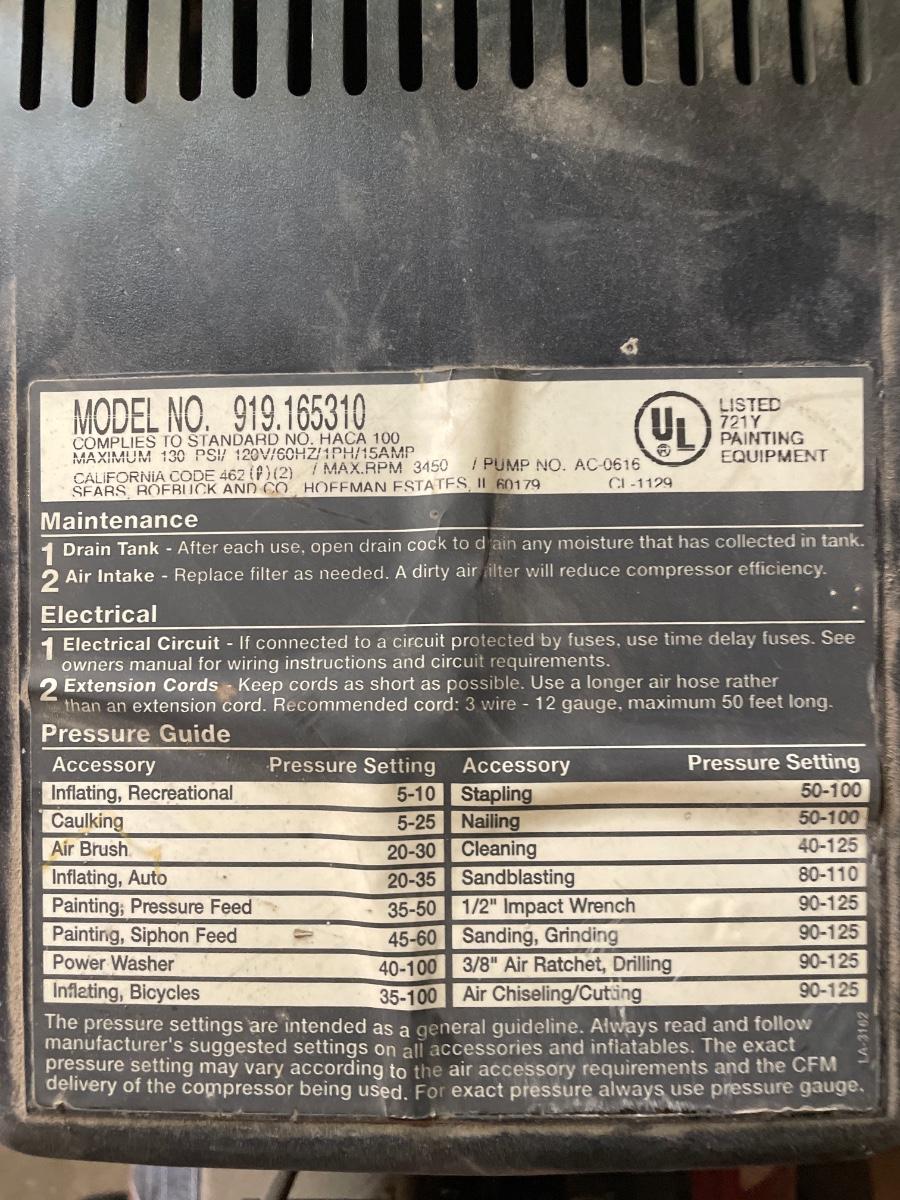 MODEL NO. 919.165310
COMPLIES TO STANDARD NO. HACA 100
MAXIMUM 130 PSI/ 120V/60HZ/1PH/15AMP
CALIFORNIA CODE 462 (l) (2) / MAX.RPM 3450 / PUMP NO. AC-0616
SEARS, ROEBUCK AND CO. HOFFMAN ESTATES, IL 60179 CL-1129
UL
®
LISTED
721Y
PAINTING
EQUIPMENT
Maintenance
1 Drain Tank - After each use, open drain cock to drain any moisture that has collected in tank.
2 Air Intake - Replace filter as needed. A dirty air filter will reduce compressor efficiency.
Electrical
1 Electrical Circuit - If connected to a circuit protected by fuses, use time delay fuses. See
owners manual for wiring instructions and circuit requirements.
2 Extension Cords - Keep cords as short as possible. Use a longer air hose rather
than an extension cord. Recommended cord: 3 wire - 12 gauge, maximum 50 feet long.
Pressure Guide
Accessory Pressure Setting Accessory Pressure Setting
Inflating, Recreational 5-10 Stapling 50-100
Caulking 5-25 Nailing 50-100
Air Brush 20-30 Cleaning 40-125
Inflating, Auto 20-35 Sandblasting 80-110
Painting, Pressure Feed 35-50 1/2" Impact Wrench 90-125
Painting, Siphon Feed 45-60 Sanding, Grinding 90-125
Power Washer 40-100 3/8" Air Ratchet, Drilling 90-125
Inflating, Bicycles 35-100 Air Chiseling/Cutting 90-125
The pressure settings are intended as a general guideline. Always read and follow
manufacturer's suggested settings on all accessories and inflatables. The exact
pressure setting may vary according to the air accessory requirements and the CFM
delivery of the compressor being used. For exact pressure always use pressure gauge.
LA-3162